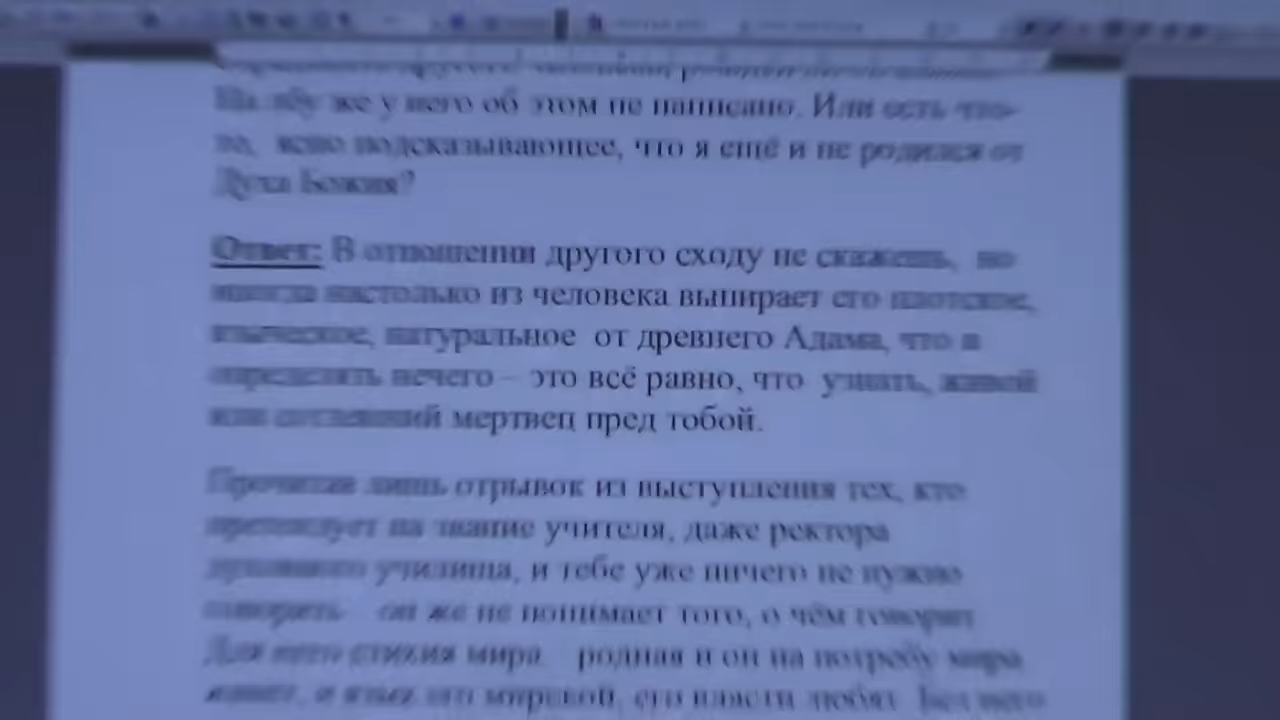 На лбу же у него об этом не написано. Или есть что-
то, ясно подсказывающее, что я ещё и не родился от
Духа Божия?
Ответ: В отношении другого сходу не скажешь, но
иногда настолько из человека выпирает его плотское,
языческое, натуральное от древнего Адама, что и
определять нечего – это всё равно, что узнать, живой
или мертвец пред тобой.
Прочитав лишь отрывок из выступления тех, кто
претендует на звание учителя, даже ректора
духовного училища, и тебе уже ничего не нужно
говорить он же не понимает того, о чём говорит
Для него стихия мира родная и он на потребу мира
живет, и язык его мирской, его власти любят Без него